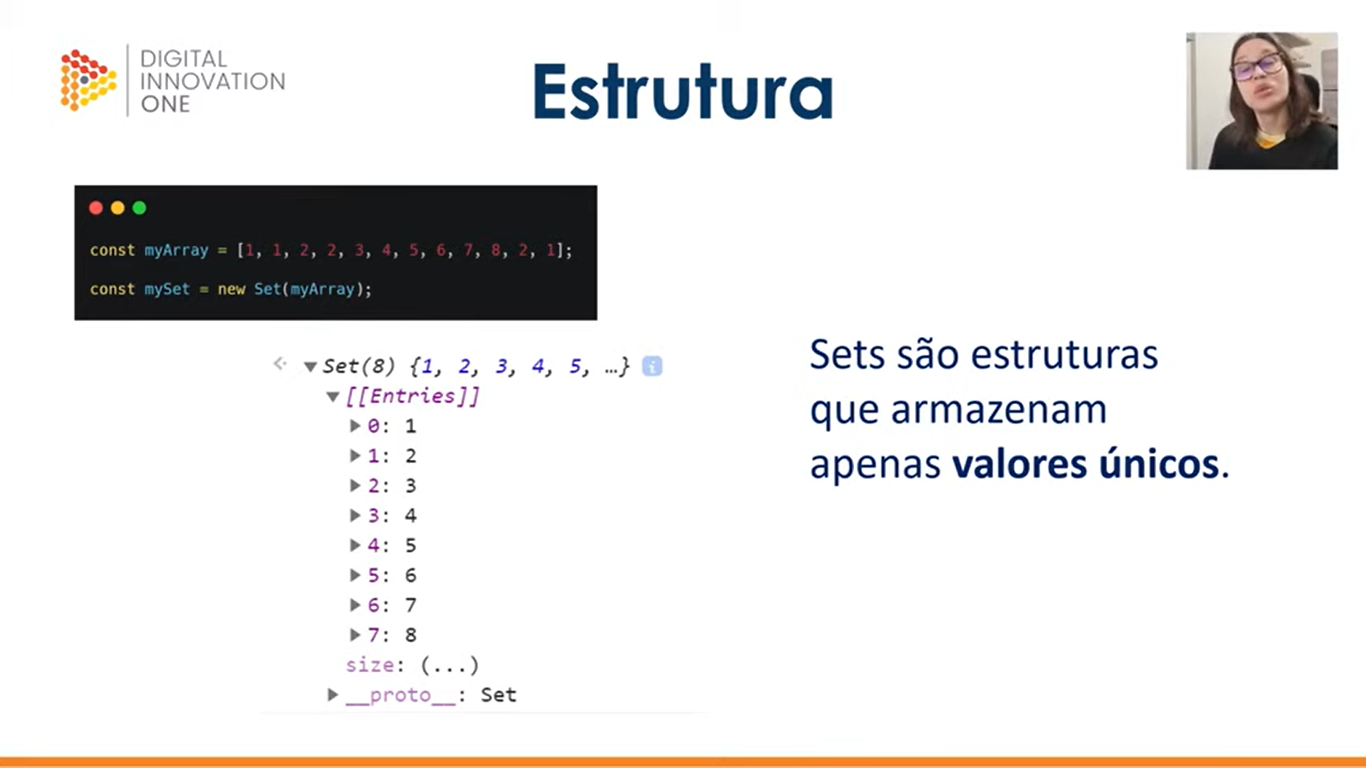 DIGITAL
INNOVATION
ONE
Estrutura
const myArray = [1, 1, 2, 2, 3, 4, 5, 6, 7, 8, 2, 1];
const mySet = new Set(myArray);
Set(8) {1, 2, 3, 4, 5, …}
[[Entries]]
0: 1
1: 2
2: 3
3: 4
4: 5
5: 6
6: 7
7: 8
size: (...)
__proto__: Set
Sets são estruturas
que armazenam
apenas valores únicos.